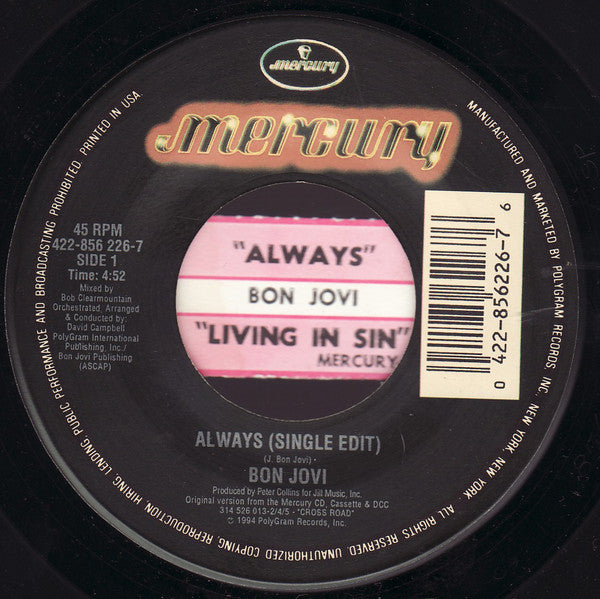 mercury
mercury
45 RPM
422-856 226-7
SIDE 1
Time: 4:52
Mixed by
Bob Clearmountain
Orchestrated, Arranged
& Conducted by:
David Campbell
PolyGram International
Publishing, Inc./
Bon Jovi Publishing
(ASCAP)
"ALWAYS"
BON JOVI
"LIVING IN SIN"
MERCURY
0 422-856226-7 6
ALWAYS (SINGLE EDIT)
(J. Bon Jovi)
BON JOVI
Produced by Peter Collins for Jill Music, Inc.
Original version from the Mercury CD, Cassette & DCC
314 526 013-2/4/5 · "CROSS ROAD"
© 1994 PolyGram Records, Inc.
MANUFACTURED AND MARKETED BY POLYGRAM RECORDS, INC., NEW YORK, NEW YORK. ALL RIGHTS RESERVED. UNAUTHORIZED COPYING, REPRODUCTION HIRING, LENDING PUBLIC PERFORMANCE AND BROADCASTING PROHIBITED. PRINTED IN USA.